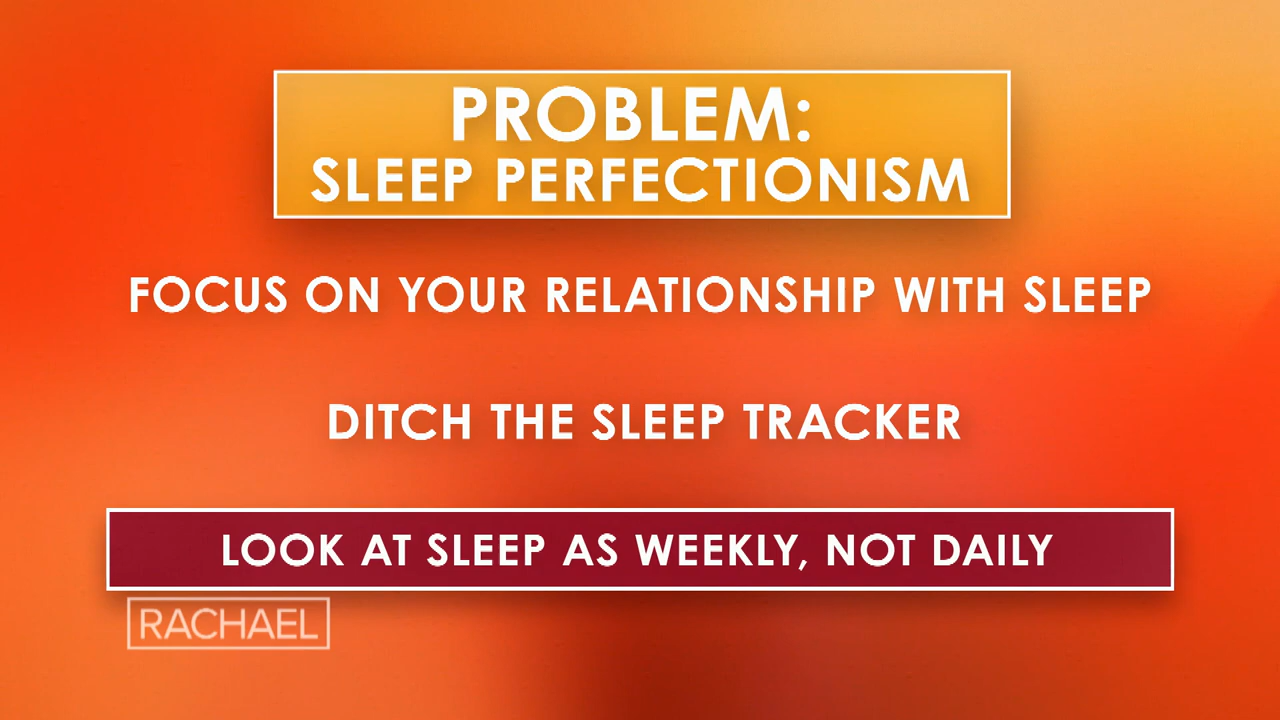 PROBLEM:
SLEEP PERFECTIONISM
FOCUS ON YOUR RELATIONSHIP WITH SLEEP
DITCH THE SLEEP TRACKER
LOOK AT SLEEP AS WEEKLY, NOT DAILY
RACHAEL